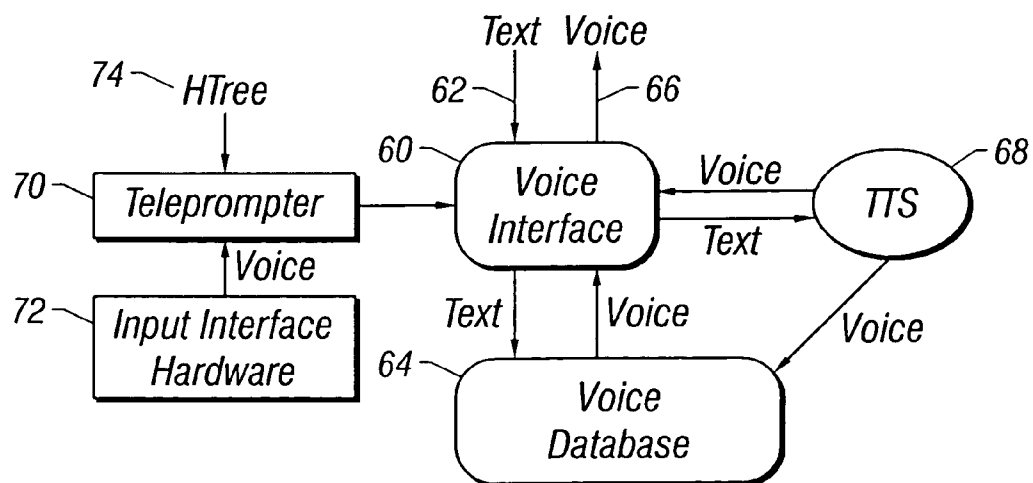 Text Voice
74 HTree
62 66
60
70 Teleprompter
Voice
Interface
Voice
Text
TTS
68
Voice
72 Input Interface
Hardware
Text Voice
Voice
64
Voice
Database